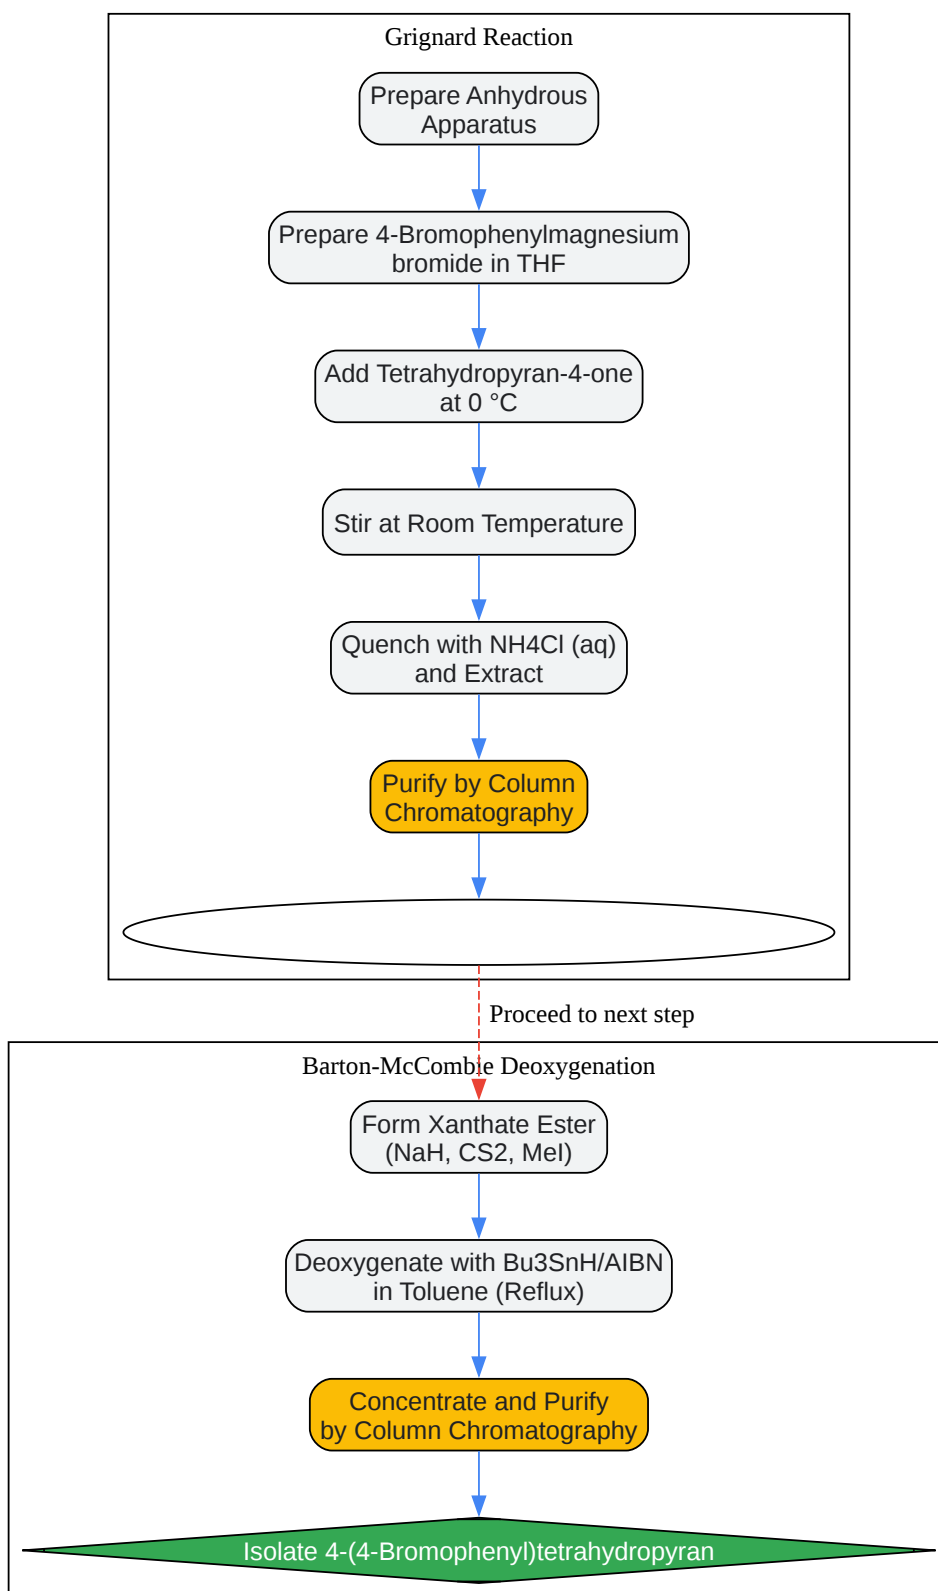 Grignard Reaction
Prepare Anhydrous
Apparatus
Prepare 4-Bromophenylmagnesium
bromide in THF
Add Tetrahydropyran-4-one
at 0 °C
Stir at Room Temperature
Quench with NH4Cl (aq)
and Extract
Purify by Column
Chromatography
Proceed to next step
Barton-McCombie Deoxygenation
Form Xanthate Ester
(NaH, CS2, MeI)
Deoxygenate with Bu3SnH/AIBN
in Toluene (Reflux)
Concentrate and Purify
by Column Chromatography
Isolate 4-(4-Bromophenyl)tetrahydropyran